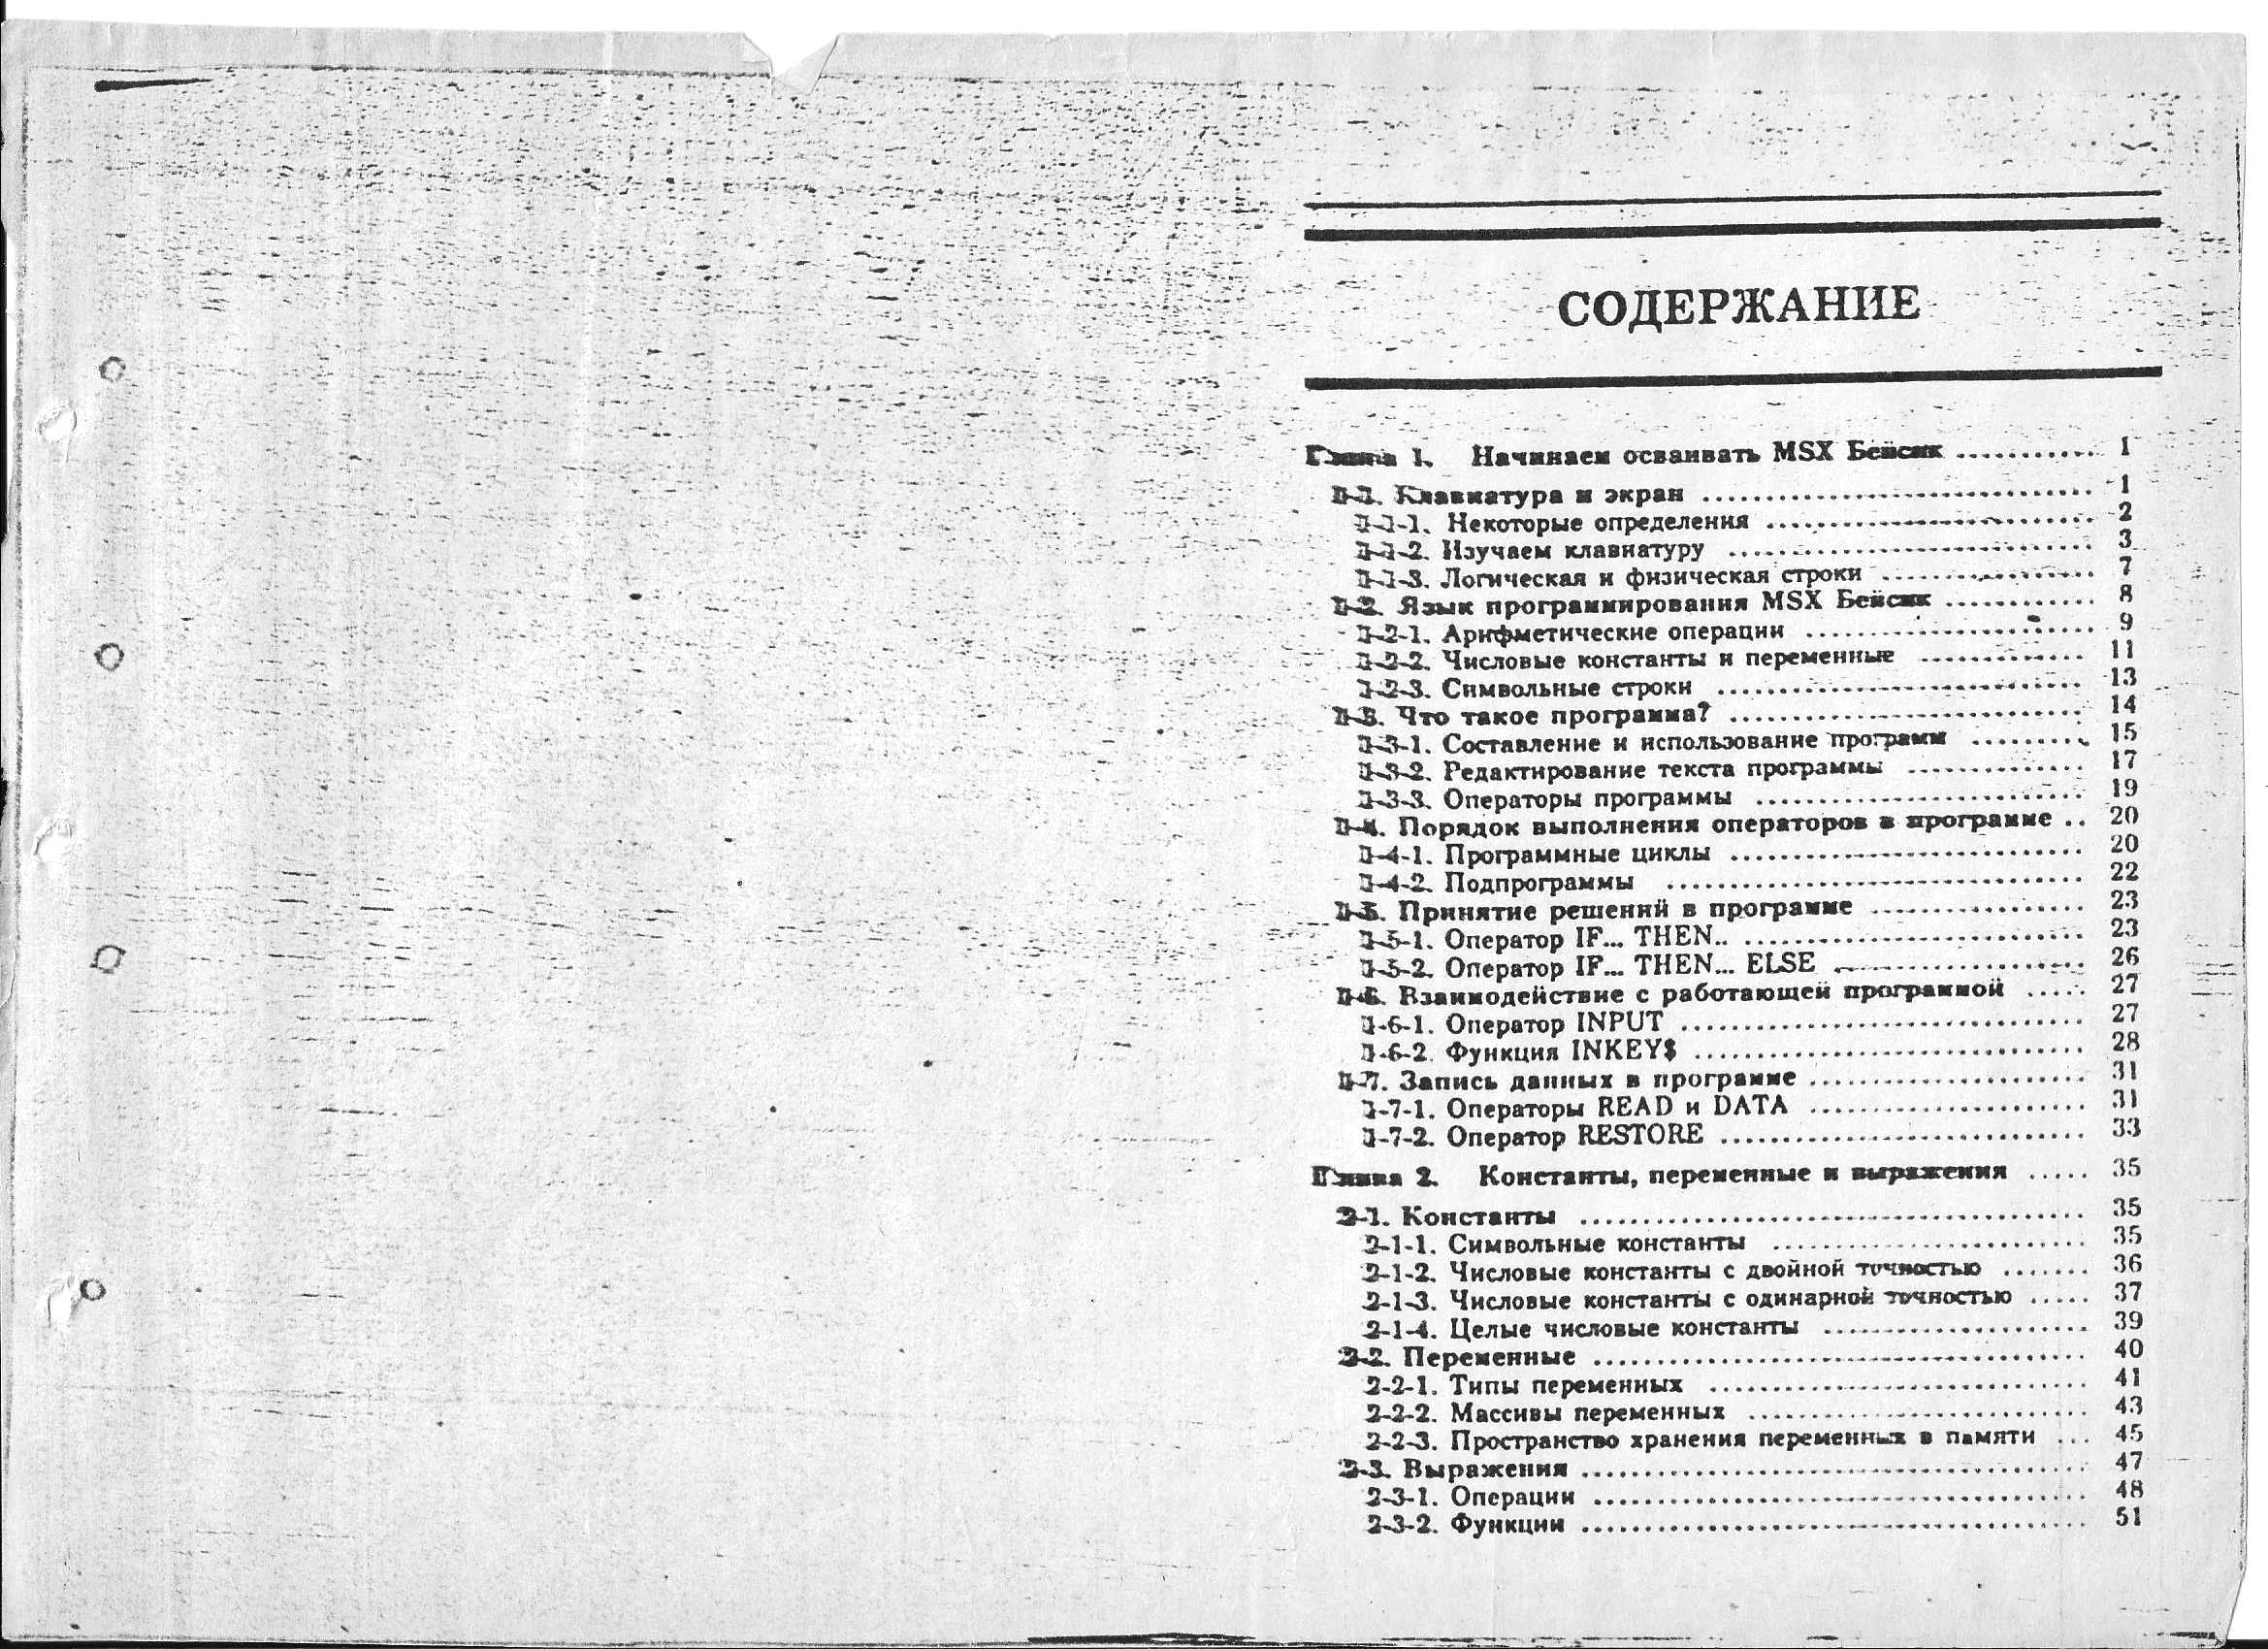 СОДЕРЖАНИЕ
Глава 1. Начинаем осваивать MSX Бейсик ........... 1
1-1. Клавиатура и экран ........... 1
1-1-1. Некоторые определения ........... 2
1-1-2. Изучаем клавиатуру ........... 3
1-1-3. Логическая и физическая строки ........... 7
1-2. Язык программирования MSX Бейсик ........... 8
1-2-1. Арифметические операции ........... 9
1-2-2. Числовые константы и переменные ........... 11
1-2-3. Символьные строки ........... 13
1-3. Что такое программа? ........... 14
1-3-1. Составление и использование программ ......... 15
1-3-2. Редактирование текста программы ........... 17
1-3-3. Операторы программы ........... 19
1-4. Порядок выполнения операторов в программе .. 20
1-4-1. Программные циклы ........... 20
1-4-2. Подпрограммы ........... 22
1-5. Принятие решений в программе ........... 23
1-5-1. Оператор IF... THEN.. ........... 23
1-5-2. Оператор IF... THEN... ELSE ........... 26
1-6. Взаимодействие с работающей программой ..... 27
1-6-1. Оператор INPUT ........... 27
1-6-2. Функция INKEY$ ........... 28
1-7. Запись данных в программе ........... 31
1-7-1. Операторы READ и DATA ........... 31
1-7-2. Оператор RESTORE ........... 33
Глава 2. Константы, переменные и выражения ..... 35
2-1. Константы ........... 35
2-1-1. Символьные константы ........... 35
2-1-2. Числовые константы с двойной точностью ....... 36
2-1-3. Числовые константы с одинарной точностью ..... 37
2-1-4. Целые числовые константы ........... 39
2-2. Переменные ........... 40
2-2-1. Типы переменных ........... 41
2-2-2. Массивы переменных ........... 43
2-2-3. Пространство хранения переменных в памяти ... 45
2-3. Выражения ........... 47
2-3-1. Операции ........... 48
2-3-2. Функции ........... 51